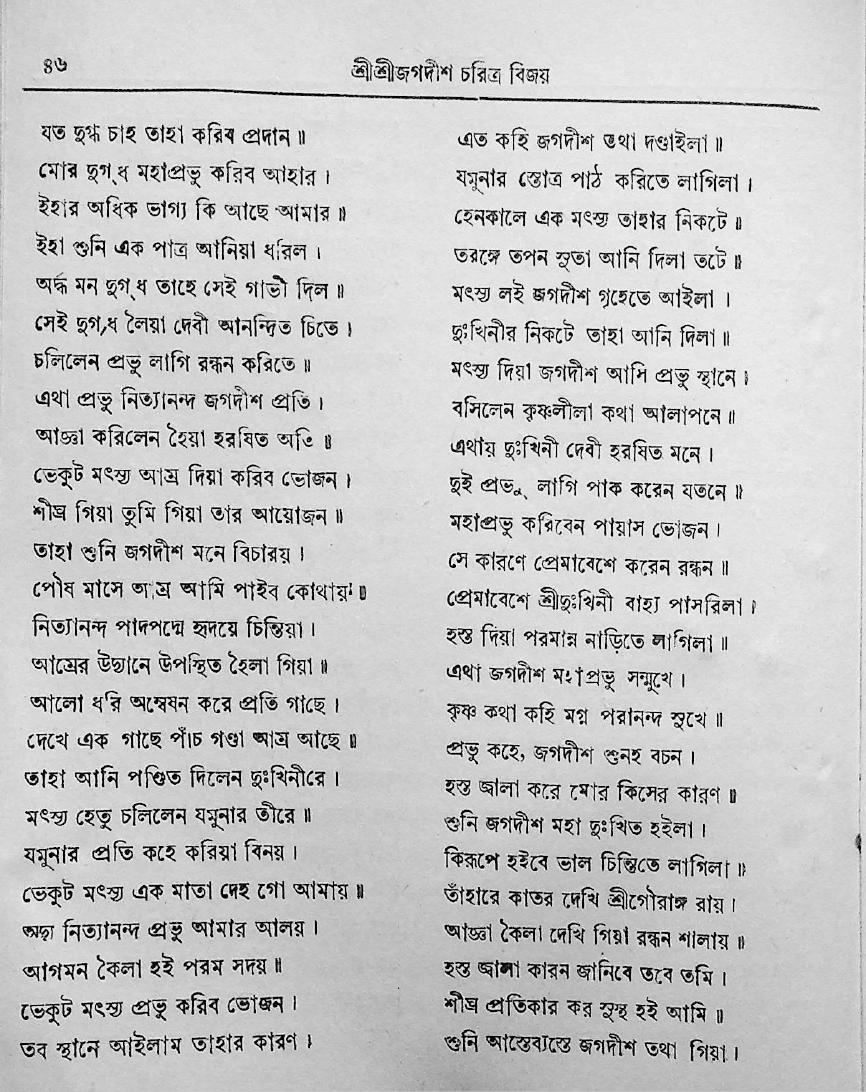 ৪৬
শ্রীশ্রীজগদীশ চরিত্র বিজয়
যত দুগ্ধ চাহ তাহা করিব প্রদান॥
মোর দুগ্‌ধ মহাপ্রভু করিব আহার।
ইহার অধিক ভাগ্য কি আছে আমার॥
ইহা শুনি এক পাত্র আনিয়া ধরিল।
অর্দ্ধ মন দুগ্‌ধ তাহে সেই গাভী দিল॥
সেই দুগ্‌ধ লৈয়া দেবী আনন্দিত চিতে।
চলিলেন প্রভু লাগি রন্ধন করিতে॥
এথা প্রভু নিত্যানন্দ জগদীশ প্রতি।
আজ্ঞা করিলেন হৈয়া হরষিত অতি॥
ভেকুট মৎস্য আম্র দিয়া করিব ভোজন।
শীঘ্র গিয়া তুমি গিয়া তার আয়োজন॥
তাহা শুনি জগদীশ মনে বিচারয়।
পৌষ মাসে আম্র আমি পাইব কোথায়॥
নিত্যানন্দ পাদপদ্মে হৃদয়ে চিন্তিয়া।
আম্রের উদ্যানে উপস্থিত হৈলা গিয়া॥
আলো ধরি অন্বেষন করে প্রতি গাছে।
দেখে এক গাছে পাঁচ গণ্ডা আম্র আছে॥
তাহা আনি পণ্ডিত দিলেন দুঃখিনীরে।
মৎস্য হেতু চলিলেন যমুনার তীরে॥
যমুনার প্রতি কহে করিয়া বিনয়।
ভেকুট মৎস্য এক মাতা দেহ গো আমায়॥
অদ্য নিত্যানন্দ প্রভু আমার আলয়।
আগমন কৈলা হই পরম সদয়॥
ভেকুট মৎস্য প্রভু করিব ভোজন।
তব স্থানে আইলাম তাহার কারণ।
এত কহি জগদীশ তথা দণ্ডাইলা॥
যমুনার স্তোত্র পাঠ করিতে লাগিলা।
হেনকালে এক মৎস্য তাহার নিকটে॥
তরঙ্গে তপন সুতা আনি দিলা তটে॥
মৎস্য লই জগদীশ গৃহেতে আইলা।
দুঃখিনীর নিকটে তাহা আনি দিলা॥
মৎস্য দিয়া জগদীশ আসি প্রভু স্থানে।
বসিলেন কৃষ্ণলীলা কথা আলাপনে॥
এথায় দুঃখিনী দেবী হরষিত মনে।
দুই প্রভু লাগি পাক করেন যতনে॥
মহাপ্রভু করিবেন পায়াস ভোজন।
সে কারণে প্রেমাবেশে করেন রন্ধন॥
প্রেমাবেশে শ্রীদুঃখিনী বাহ্য পাসরিলা।
হস্ত দিয়া পরমান্ন নাড়িতে লাগিলা॥
এথা জগদীশ মহাপ্রভু সন্মুখে।
কৃষ্ণ কথা কহি মগ্ন পরানন্দ সুখে॥
প্রভু কহে, জগদীশ শুনহ বচন।
হস্ত জ্বালা করে মোর কিসের কারণ॥
শুনি জগদীশ মহা দুঃখিত হইলা।
কিরূপে হইবে ভাল চিন্তিতে লাগিলা॥
তাঁহারে কাতর দেখি শ্রীগৌরাঙ্গ রায়।
আজ্ঞা কৈলা দেখি গিয়া রন্ধন শালায়॥
হস্ত জ্বালা কারন জানিবে তবে তমি।
শীঘ্র প্রতিকার কর সুস্থ হই আমি॥
শুনি আস্তেব্যস্তে জগদীশ তথা গিয়া।